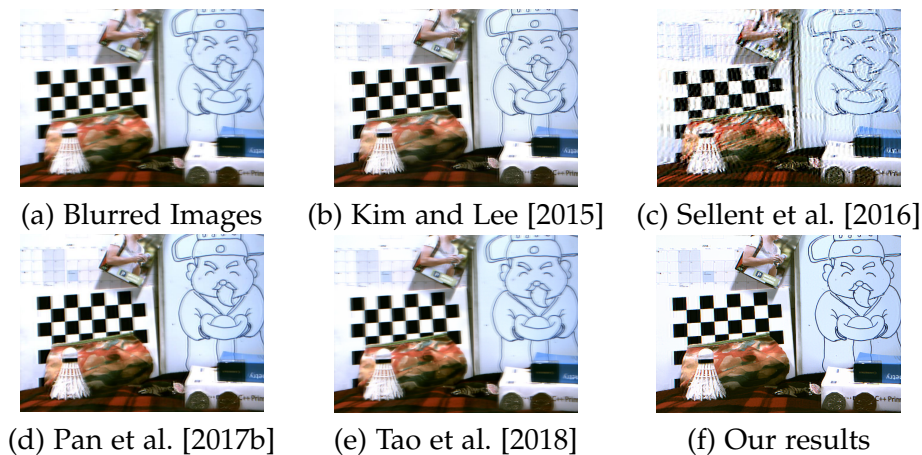 (a) Blurred Images
(b) Kim and Lee [2015]
(c) Sellent et al. [2016]
(d) Pan et al. [2017b]
(e) Tao et al. [2018]
C++ Prim
(f) Our results